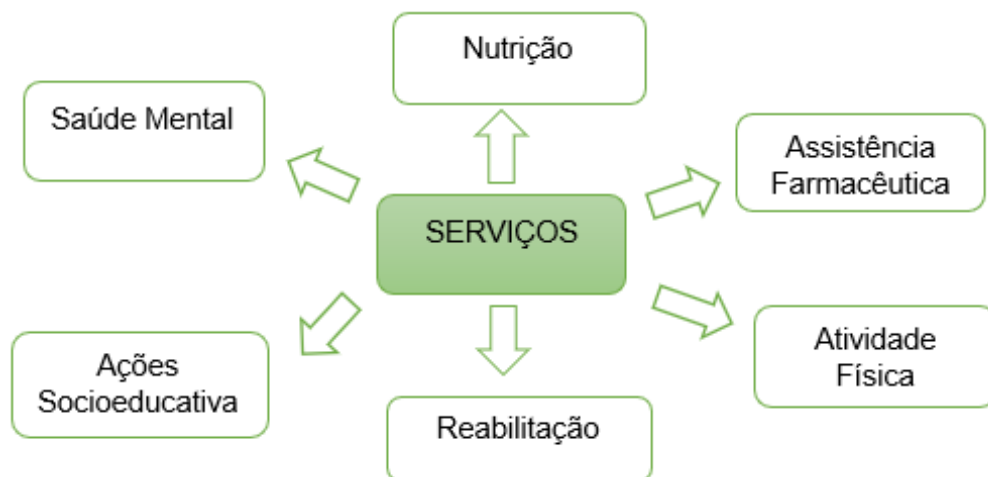 Nutrição
Saúde Mental
Assistência
Farmacêutica
SERVIÇOS
Ações
Socioeducativa
Atividade
Física
Reabilitação